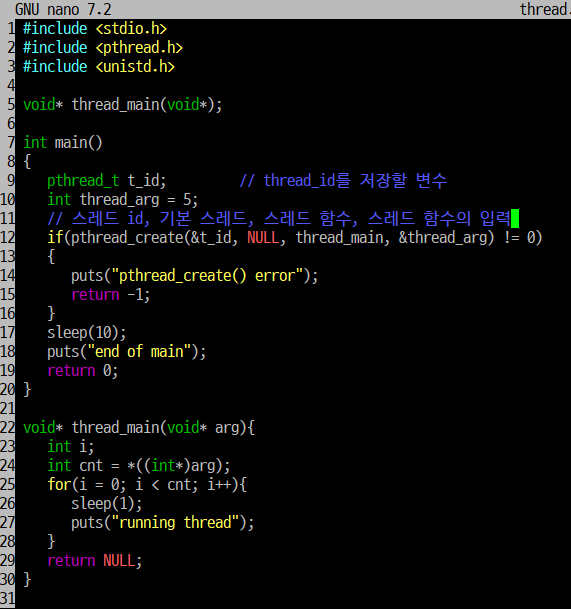 GNU nano 7.2 thread.
1 #include <stdio.h>
2 #include <pthread.h>
3 #include <unistd.h>
4
5 void* thread_main(void*);
6
7 int main()
8 {
9    pthread_t t_id;         // thread_id를 저장할 변수
10    int thread_arg = 5;
11    // 스레드 id, 기본 스레드, 스레드 함수, 스레드 함수의 입력
12    if(pthread_create(&t_id, NULL, thread_main, &thread_arg) != 0)
13    {
14       puts("pthread_create() error");
15       return -1;
16    }
17    sleep(10);
18    puts("end of main");
19    return 0;
20 }
21
22 void* thread_main(void* arg){
23    int i;
24    int cnt = *((int*)arg);
25    for(i = 0; i < cnt; i++){
26       sleep(1);
27       puts("running thread");
28    }
29    return NULL;
30 }
31